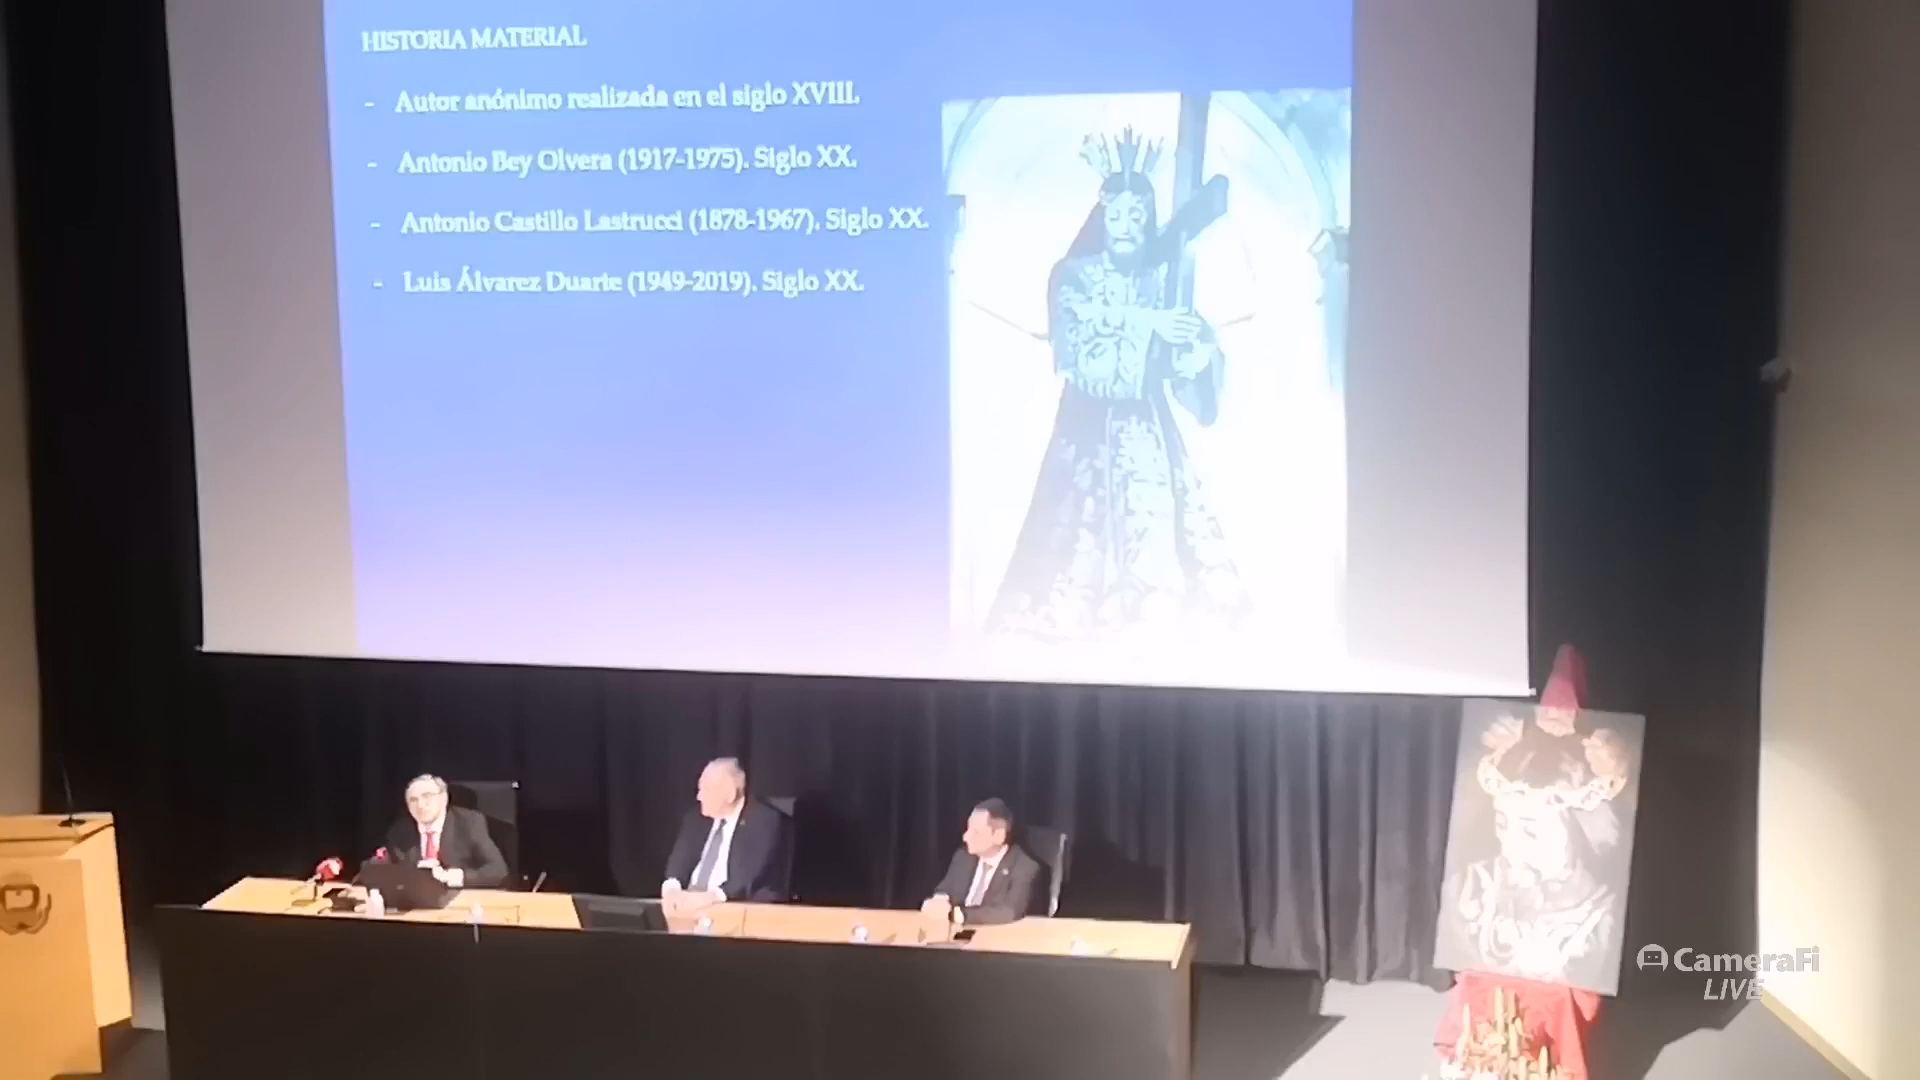 HISTORIA MATERIAL
- Autor anónimo realizada en el siglo XVIII.
- Antonio Bey Olvera (1917-1975). Siglo XX.
- Antonio Castillo Lastrucci (1878-1967). Siglo XX.
- Luis Álvarez Duarte (1949-2019). Siglo XX.
CameraFi
LIVE